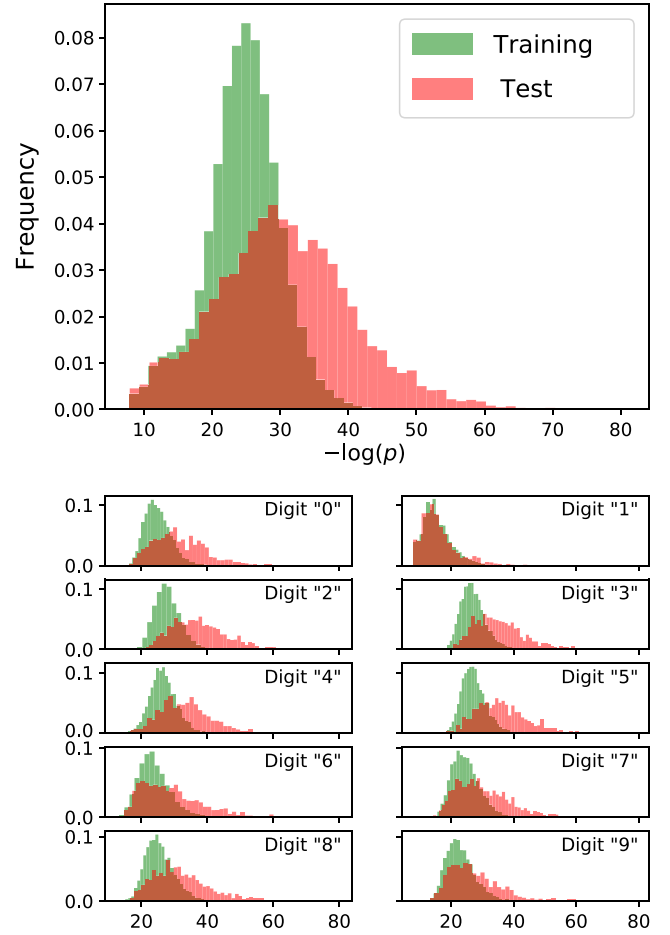 Training
Test
0.08
0.07
0.06
0.05
0.04
0.03
0.02
0.01
0.00
Frequency
10 20 30 40 50 60 70 80
−log(p)
0.1
0.0
Digit "0"
Digit "1"
0.1
0.0
Digit "2"
Digit "3"
0.1
0.0
Digit "4"
Digit "5"
0.1
0.0
Digit "6"
Digit "7"
0.1
0.0
Digit "8"
Digit "9"
20 40 60 80
20 40 60 80